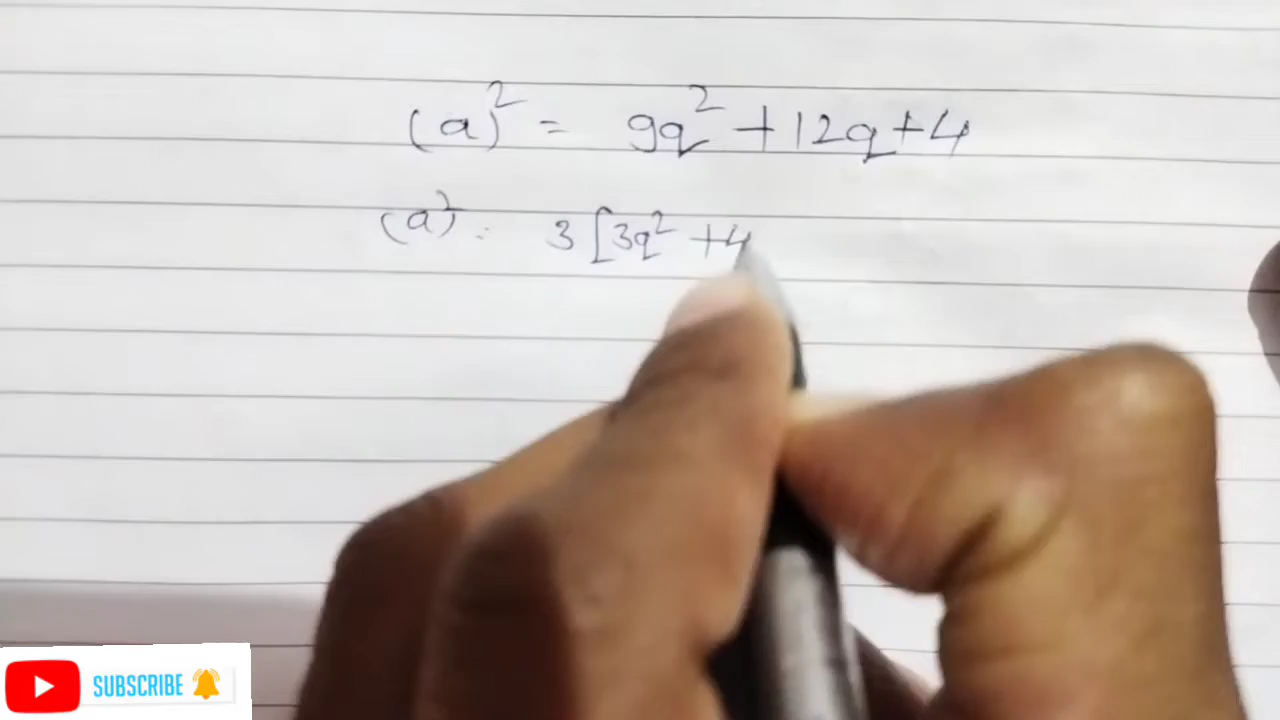 (a)² = 9q² + 12q + 4
(a)² : 3 [3q² + 4
SUBSCRIBE